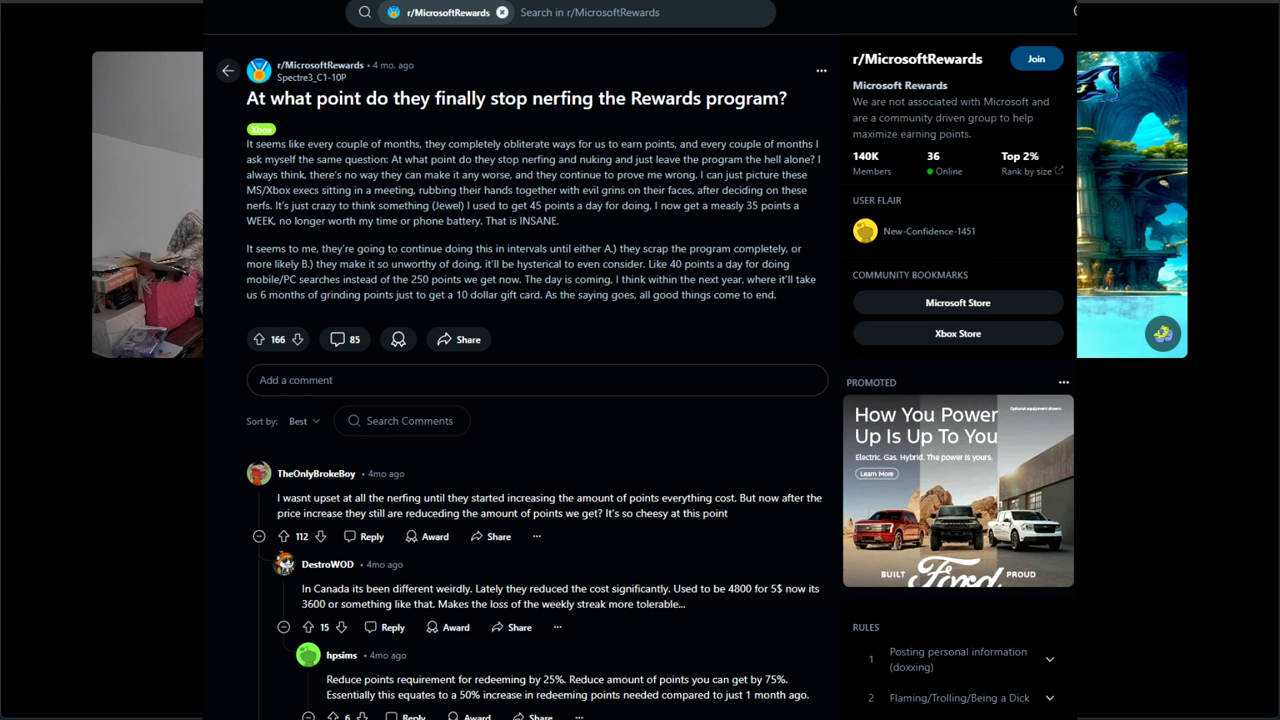 r/MicrosoftRewards Search in r/MicrosoftRewards
r/MicrosoftRewards • 4 mo. ago
Spectre3_C1-10P
At what point do they finally stop nerfing the Rewards program?
Xbox
It seems like every couple of months, they completely obliterate ways for us to earn points, and every couple of months I
ask myself the same question: At what point do they stop nerfing and nuking and just leave the program the hell alone? I
always think, there's no way they can make it any worse, and they continue to prove me wrong. I can just picture these
MS/Xbox execs sitting in a meeting, rubbing their hands together with evil grins on their faces, after deciding on these
nerfs. It's just crazy to think something (Jewel) I used to get 45 points a day for doing, I now get a measly 35 points a
WEEK, no longer worth my time or phone battery. That is INSANE.
It seems to me, they're going to continue doing this in intervals until either A.) they scrap the program completely, or
more likely B.) they make it so unworthy of doing, it'll be hysterical to even consider. Like 40 points a day for doing
mobile/PC searches instead of the 250 points we get now. The day is coming, I think within the next year, where it'll take
us 6 months of grinding points just to get a 10 dollar gift card. As the saying goes, all good things come to end.
166 85 Share
Add a comment
Sort by: Best Search Comments
TheOnlyBrokeBoy • 4mo ago
I wasnt upset at all the nerfing until they started increasing the amount of points everything cost. But now after the
price increase they still are reduceding the amount of points we get? It's so cheesy at this point
112 Reply Award Share
DestroWOD • 4mo ago
In Canada its been different weirdly. Lately they reduced the cost significantly. Used to be 4800 for 5$ now its
3600 or something like that. Makes the loss of the weekly streak more tolerable...
15 Reply Award Share
hpsims • 4mo ago
Reduce points requirement for redeeming by 25%. Reduce amount of points you can get by 75%.
Essentially this equates to a 50% increase in redeeming points needed compared to just 1 month ago.
6 Reply Award Share
r/MicrosoftRewards Join
Microsoft Rewards
We are not associated with Microsoft and
are a community driven group to help
maximize earning points.
140K 36 Top 2%
Members Online Rank by size
USER FLAIR
New-Confidence-1451
COMMUNITY BOOKMARKS
Microsoft Store
Xbox Store
PROMOTED
How You Power
Optional equipment shown.
Up Is Up To You
Electric. Gas. Hybrid. The power is yours.
Learn More
BUILT Ford PROUD
RULES
1 Posting personal information
(doxxing)
2 Flaming/Trolling/Being a Dick